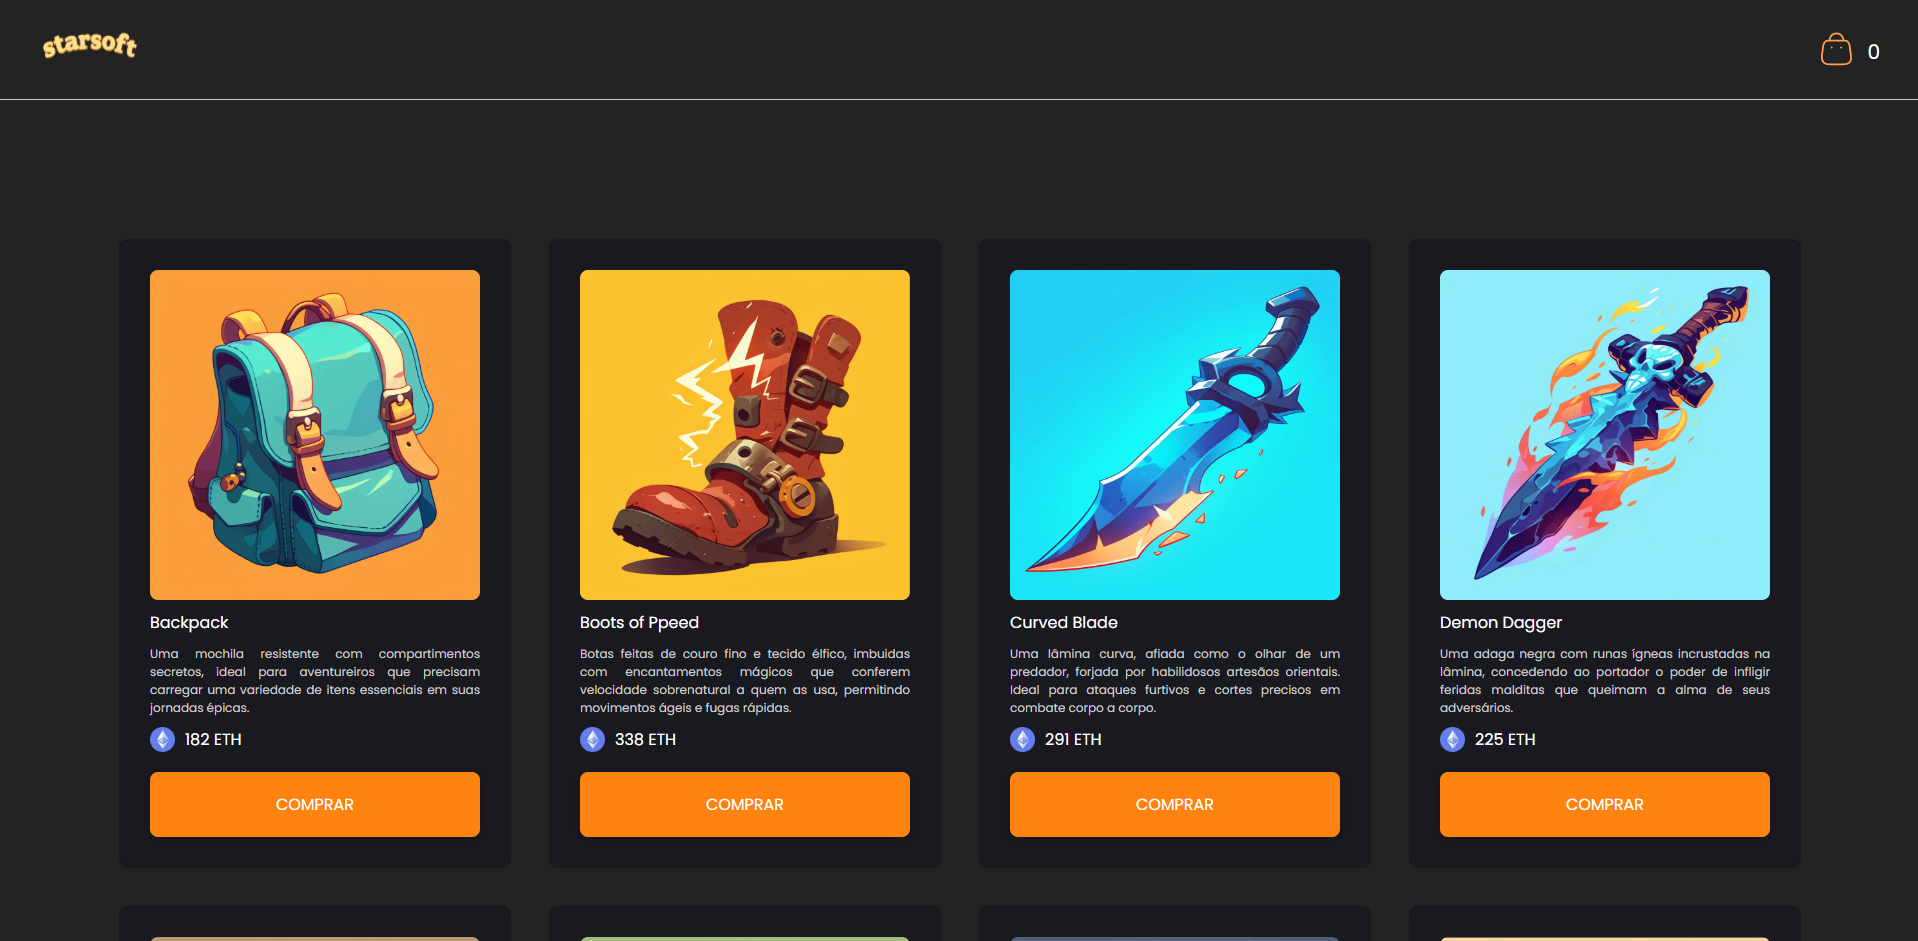 starsoft
0
Backpack
Uma mochila resistente com compartimentos
secretos, ideal para aventureiros que precisam
carregar uma variedade de itens essenciais em suas
jornadas épicas.
182 ETH
COMPRAR
Boots of Ppeed
Botas feitas de couro fino e tecido élfico, imbuidas
com encantamentos mágicos que conferem
velocidade sobrenatural a quem as usa, permitindo
movimentos ágeis e fugas rápidas.
338 ETH
COMPRAR
Curved Blade
Uma lâmina curva, afiada como o olhar de um
predador, forjada por habilidosos artesãos orientais.
Ideal para ataques furtivos e cortes precisos em
combate corpo a corpo.
291 ETH
COMPRAR
Demon Dagger
Uma adaga negra com runas ígneas incrustadas na
lâmina, concedendo ao portador o poder de infligir
feridas malditas que queimam a alma de seus
adversários.
225 ETH
COMPRAR